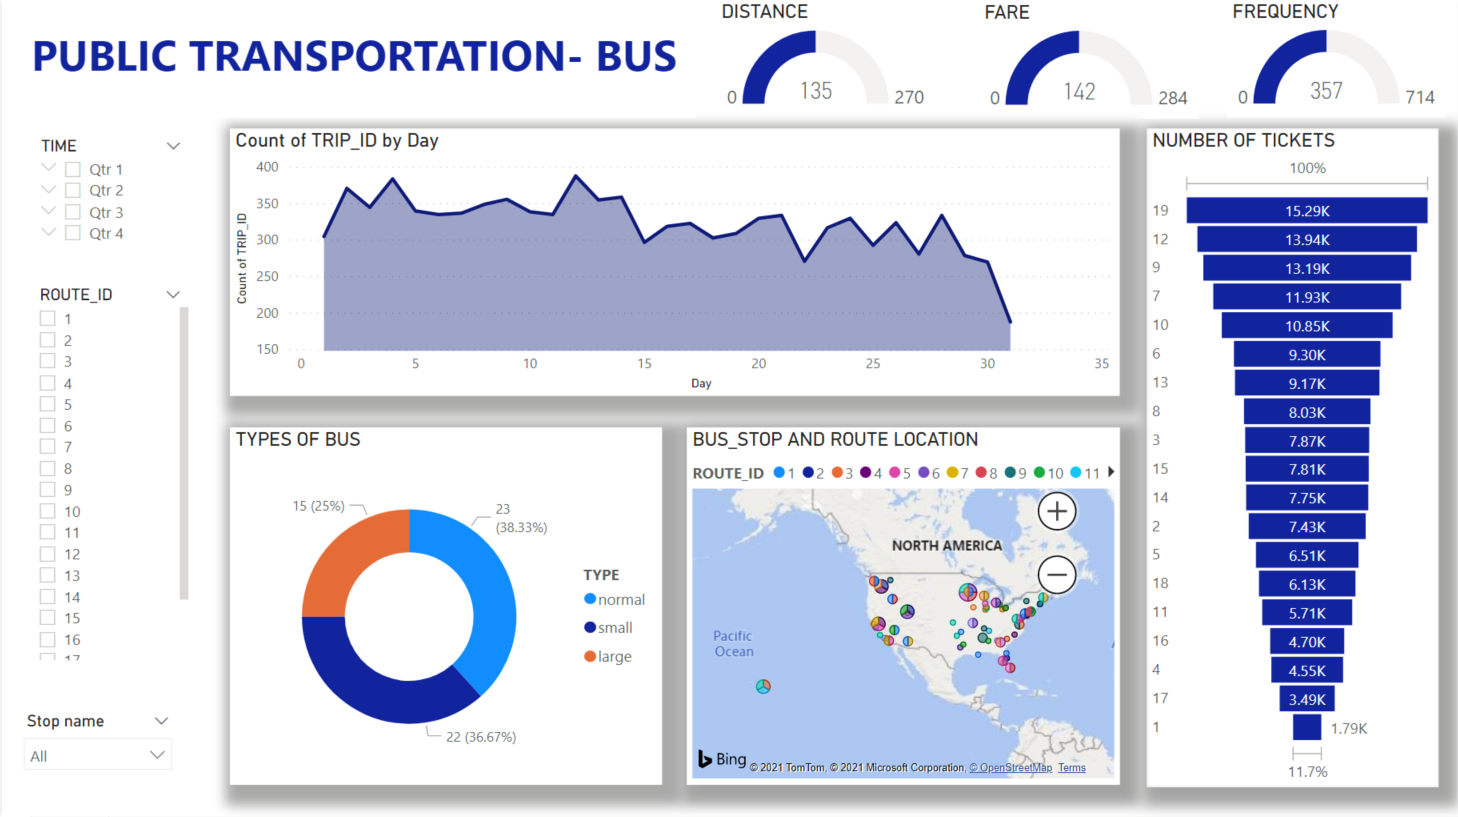 PUBLIC TRANSPORTATION- BUS
DISTANCE
0
135
270
FARE
0
142
284
FREQUENCY
0
357
714
TIME
Qtr 1
Qtr 2
Qtr 3
Qtr 4
ROUTE_ID
1
2
3
4
5
6
7
8
9
10
11
12
13
14
15
16
17
Stop name
All
Count of TRIP_ID by Day
Count of TRIP_ID
400
350
300
250
200
150
0 5 10 15 20 25 30 35
Day
TYPES OF BUS
15 (25%)
23
(38.33%)
22 (36.67%)
TYPE
normal
small
large
BUS_STOP AND ROUTE LOCATION
ROUTE_ID 1 2 3 4 5 6 7 8 9 10 11
NORTH AMERICA
Pacific
Ocean
Bing © 2021 TomTom, © 2021 Microsoft Corporation, © OpenStreetMap Terms
NUMBER OF TICKETS
100%
19 15.29K
12 13.94K
9 13.19K
7 11.93K
10 10.85K
6 9.30K
13 9.17K
8 8.03K
3 7.87K
15 7.81K
14 7.75K
2 7.43K
5 6.51K
18 6.13K
11 5.71K
16 4.70K
4 4.55K
17 3.49K
1 1.79K
11.7%